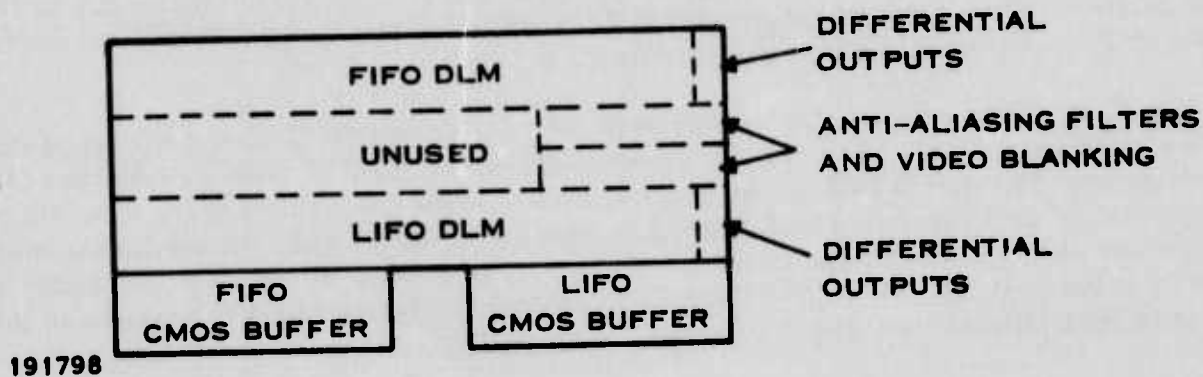 DIFFERENTIAL
OUTPUTS
FIFO DLM
ANTI-ALIASING FILTERS
AND VIDEO BLANKING
UNUSED
LIFO DLM
DIFFERENTIAL
OUTPUTS
FIFO
CMOS BUFFER
LIFO
CMOS BUFFER
191798